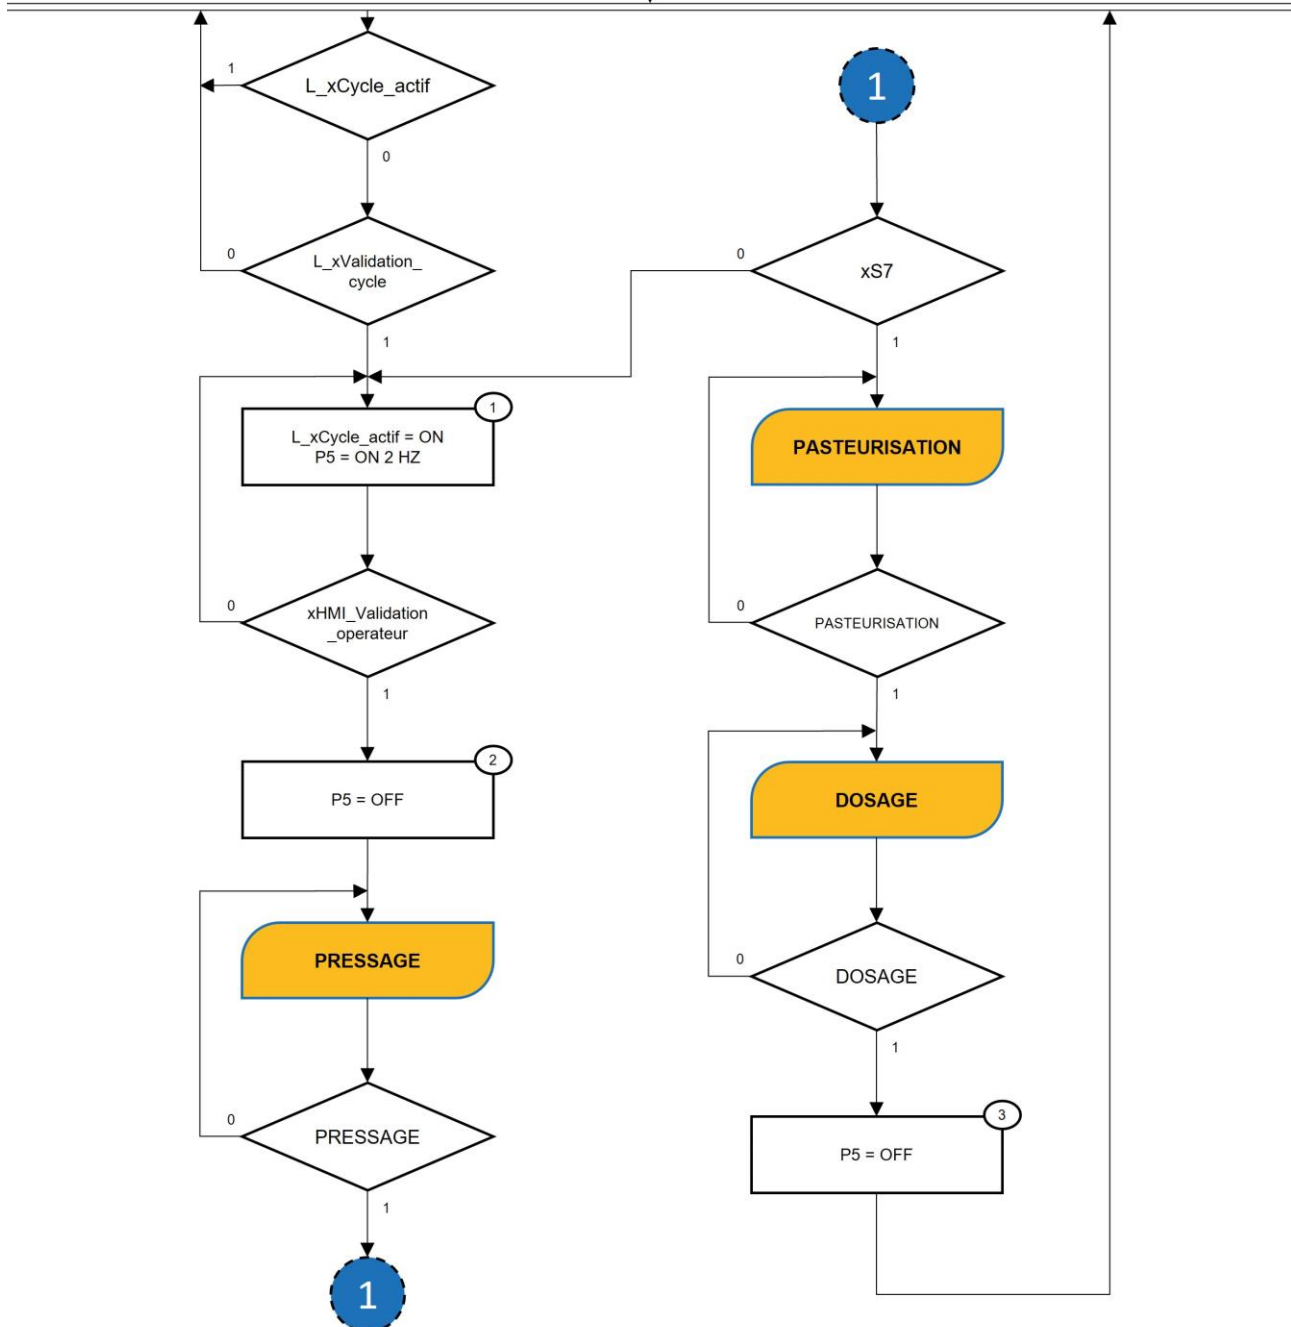 L_xCycle_actif
1
0
L_xValidation_
cycle
0
1
1
L_xCycle_actif = ON
P5 = ON 2 HZ
xHMI_Validation
_operateur
0
1
2
P5 = OFF
PRESSAGE
PRESSAGE
0
1
1
1
xS7
0
1
PASTEURISATION
PASTEURISATION
0
1
DOSAGE
DOSAGE
0
1
3
P5 = OFF